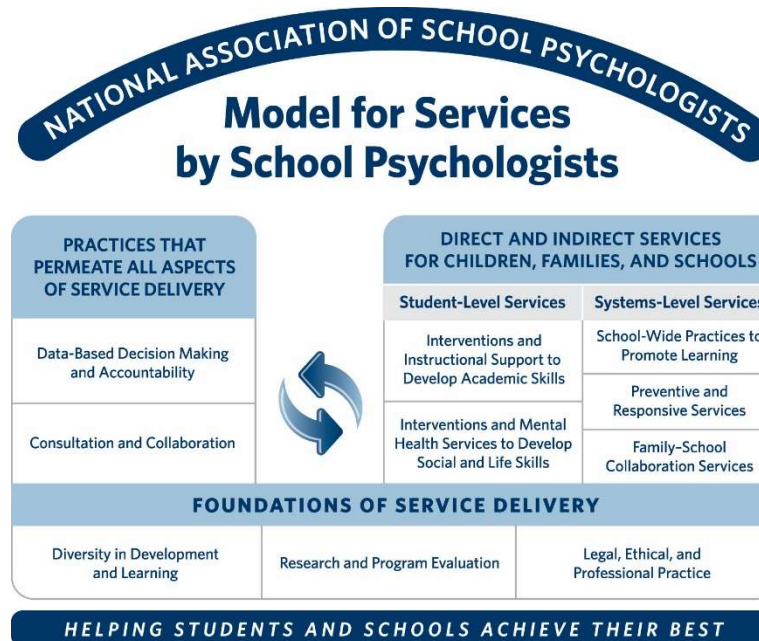 NATIONAL ASSOCIATION OF SCHOOL PSYCHOLOGISTS
Model for Services
by School Psychologists
PRACTICES THAT
PERMEATE ALL ASPECTS
OF SERVICE DELIVERY
Data-Based Decision Making
and Accountability
Consultation and Collaboration
DIRECT AND INDIRECT SERVICES
FOR CHILDREN, FAMILIES, AND SCHOOLS
Student-Level Services
Interventions and
Instructional Support to
Develop Academic Skills
Interventions and Mental
Health Services to Develop
Social and Life Skills
Systems-Level Services
School-Wide Practices to
Promote Learning
Preventive and
Responsive Services
Family–School
Collaboration Services
FOUNDATIONS OF SERVICE DELIVERY
Diversity in Development
and Learning
Research and Program Evaluation
Legal, Ethical, and
Professional Practice
HELPING STUDENTS AND SCHOOLS ACHIEVE THEIR BEST